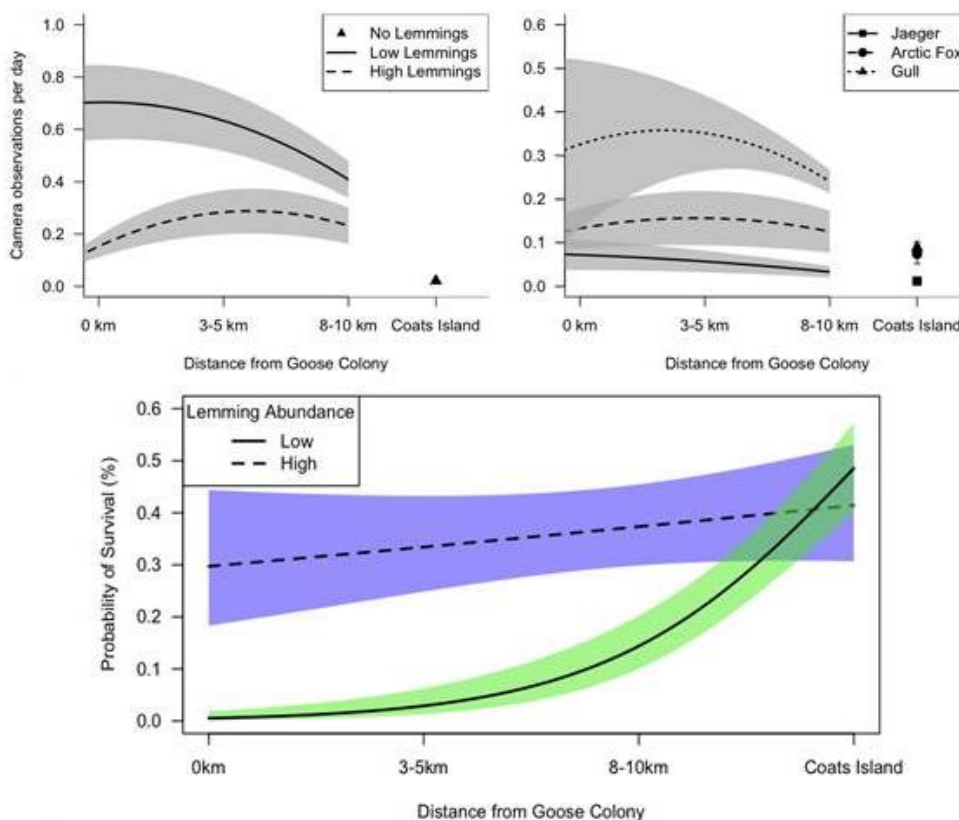 1.0
0.8
0.6
0.4
0.2
0.0
Camera observations per day
No Lemmings
Low Lemmings
High Lemmings
0 km
3-5 km
8-10 km
Coats Island
Distance from Goose Colony
0.6
0.5
0.4
0.3
0.2
0.1
0.0
Jaeger
Arctic Fox
Gull
0 km
3-5 km
8-10 km
Coats Island
Distance from Goose Colony
0.6
0.5
0.4
0.3
0.2
0.1
0.0
Probability of Survival (%)
Lemming Abundance
Low
High
0km
3-5km
8-10km
Coats Island
Distance from Goose Colony